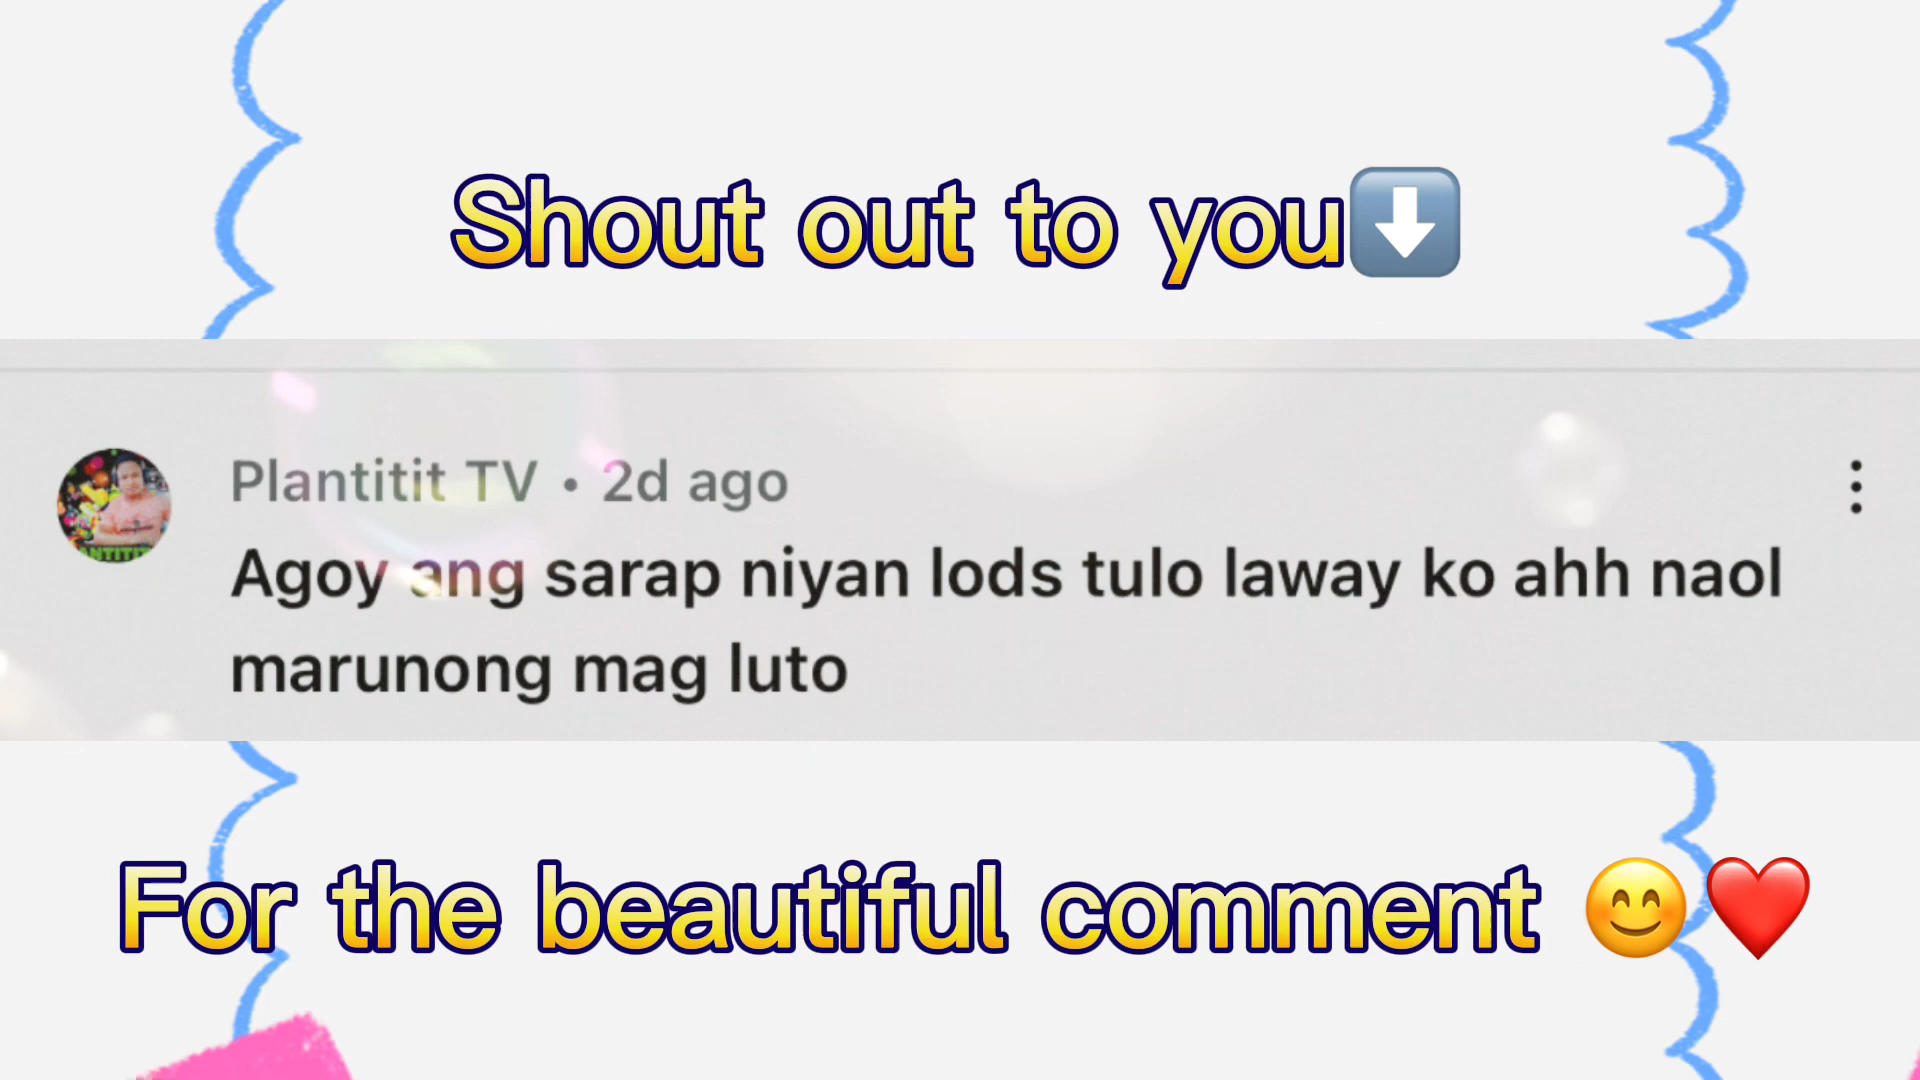 Shout out to you⬇️
Plantitit TV • 2d ago
Agoy ang sarap niyan lods tulo laway ko ahh naol
marunong mag luto
For the beautiful comment 😊❤️